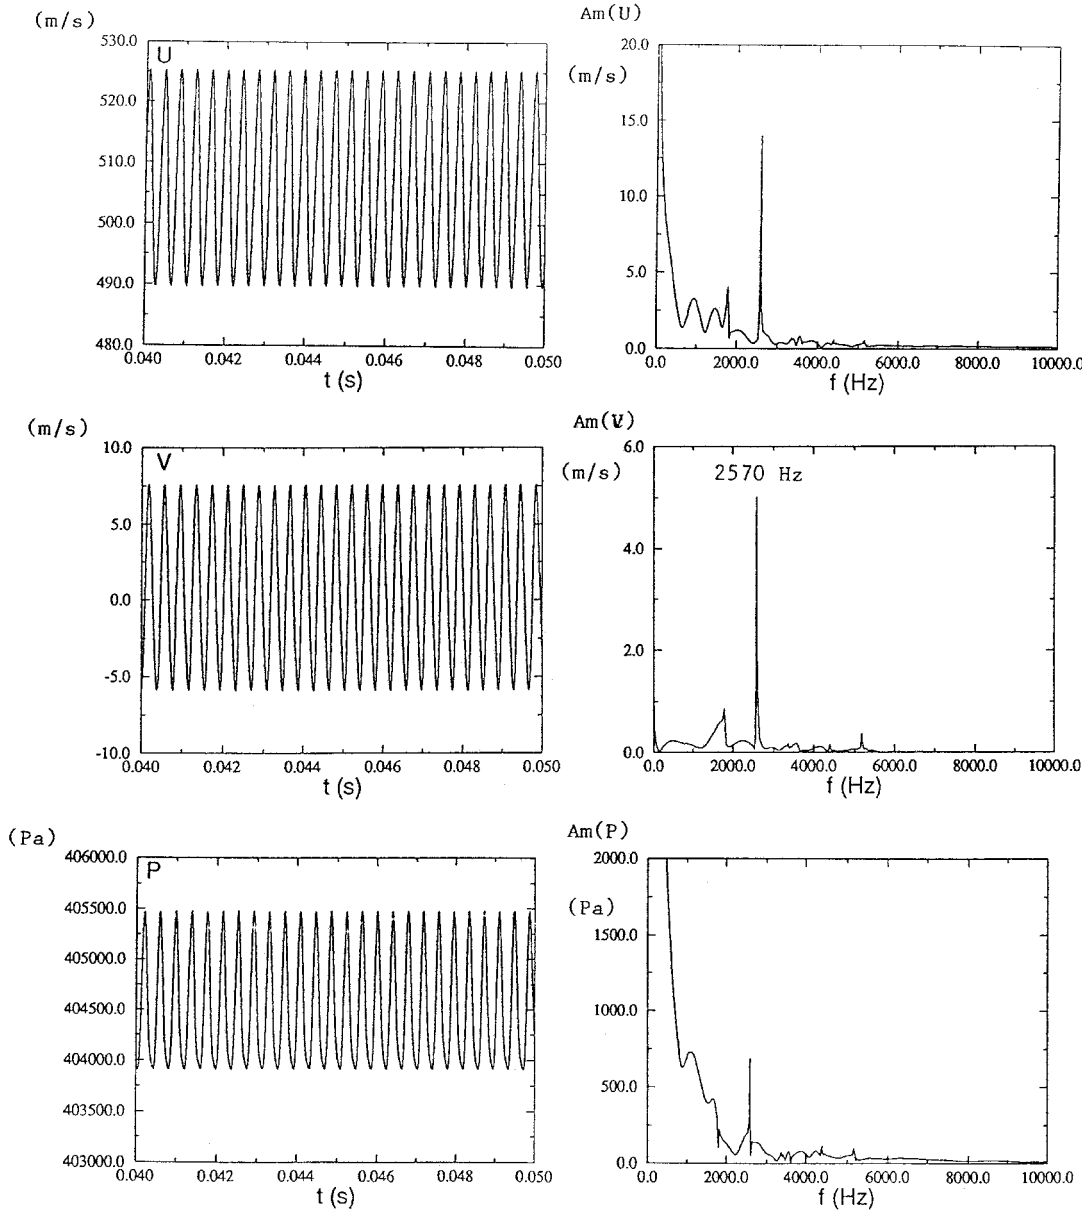 (m/s)
530.0
U
520.0
510.0
500.0
490.0
480.0
0.040 0.042 0.044 0.046 0.048 0.050
t (s)
Am(U)
20.0
(m/s)
15.0
10.0
5.0
0.0
0.0 2000.0 4000.0 6000.0 8000.0 10000.0
f (Hz)
(m/s)
10.0
V
5.0
0.0
-5.0
-10.0
0.040 0.042 0.044 0.046 0.048 0.050
t (s)
Am(V)
6.0
(m/s)
2570 Hz
4.0
2.0
0.0
0.0 2000.0 4000.0 6000.0 8000.0 10000.0
f (Hz)
(Pa)
406000.0
P
405500.0
405000.0
404500.0
404000.0
403500.0
403000.0
0.040 0.042 0.044 0.046 0.048 0.050
t (s)
Am(P)
2000.0
(Pa)
1500.0
1000.0
500.0
0.0
0.0 2000.0 4000.0 6000.0 8000.0 10000.0
f (Hz)